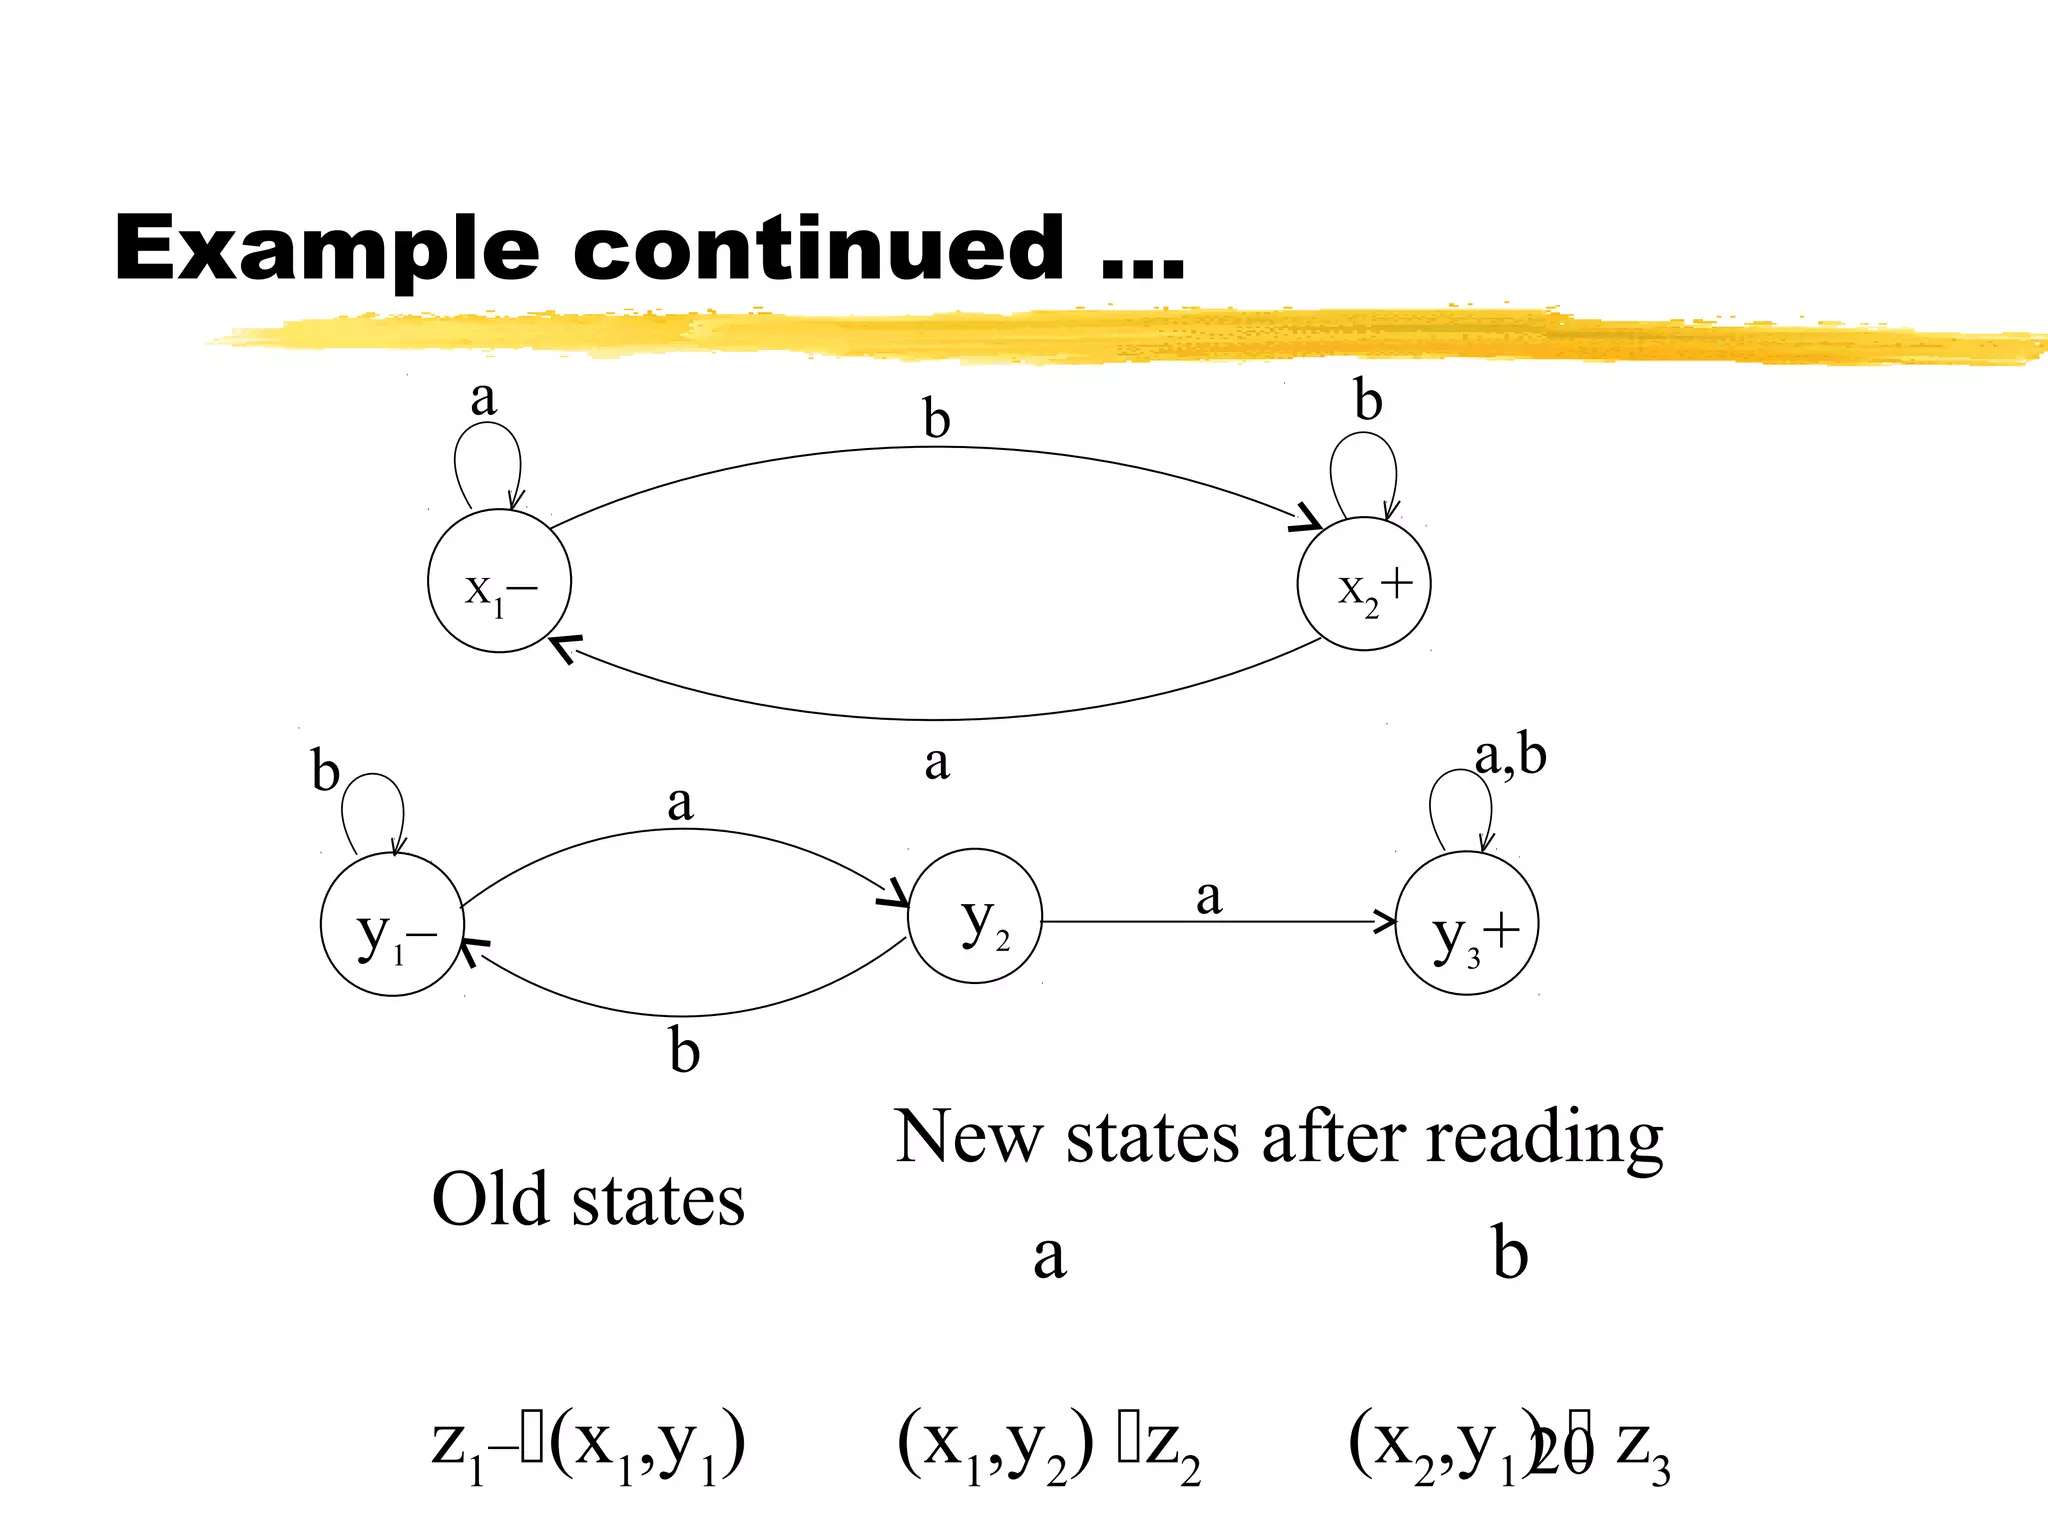 Example continued …
a b b
x₁– x₂+
a
b a a,b
y₁– y₂ a y₃+
b
New states after reading
Old states
a b
z₁–▯(x₁,y₁) (x₁,y₂) ▯z₂ (x₂,y₁) ▯ z₃
20